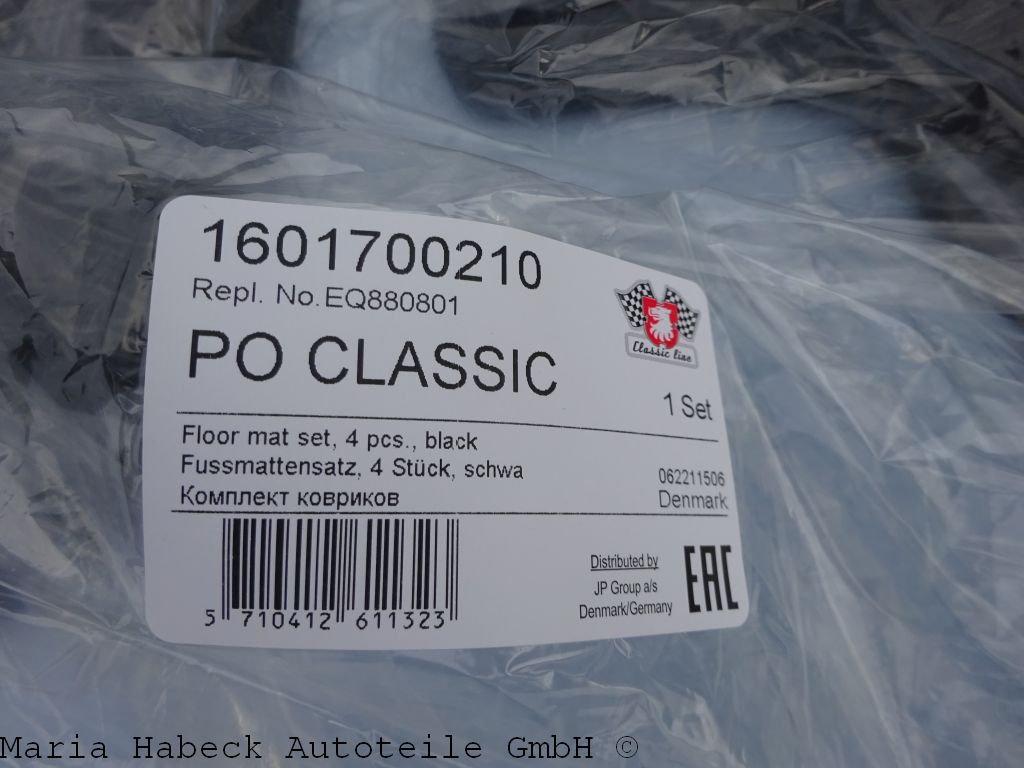 1601700210
Repl. No.EQ880801
PO CLASSIC
Classic line
1 Set
Floor mat set, 4 pcs., black
Fussmattensatz, 4 Stück, schwa
Комплект ковриков
062211506
Denmark
5 710412 611323
Distributed by
JP Group a/s
Denmark/Germany
EAC
Maria Habeck Autoteile GmbH ©